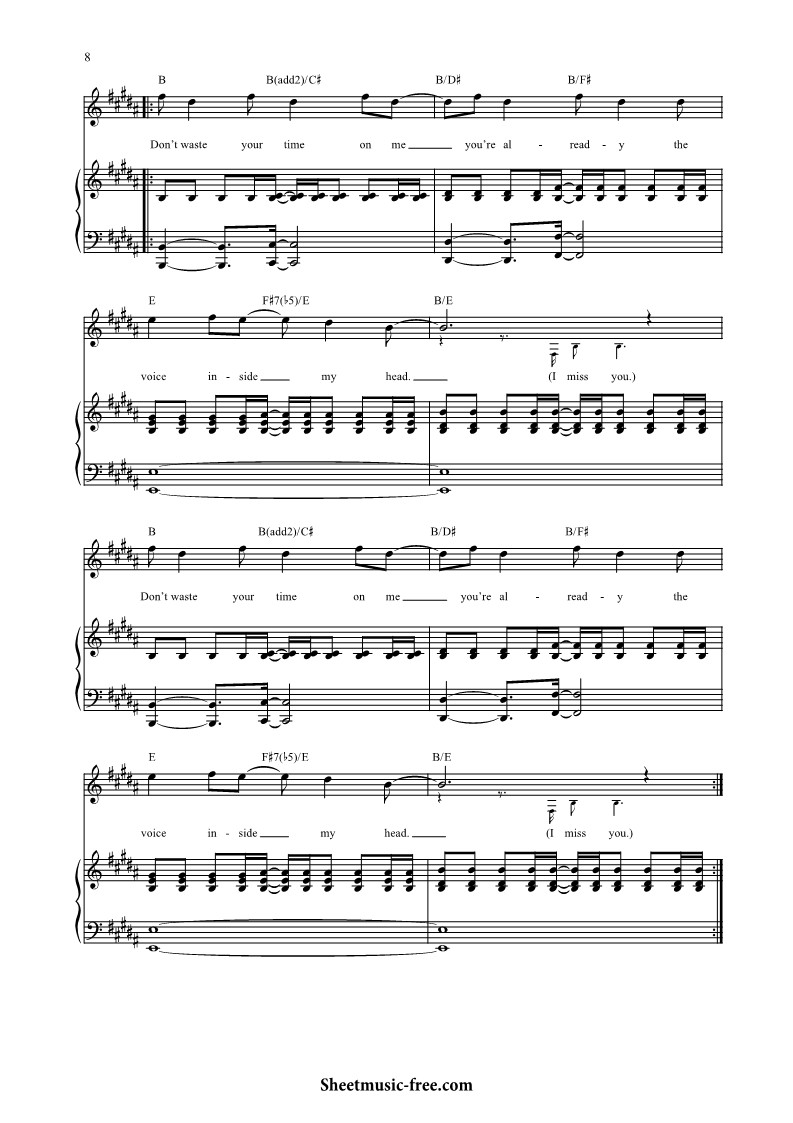 8
B B(add2)/C♯ B/D♯ B/F♯
Don't waste your time on me you're al - read - y the
E F♯7(♭5)/E B/E
voice in - side my head. (I miss you.)
B B(add2)/C♯ B/D♯ B/F♯
Don't waste your time on me you're al - read - y the
E F♯7(♭5)/E B/E
voice in - side my head. (I miss you.)
Sheetmusic-free.com